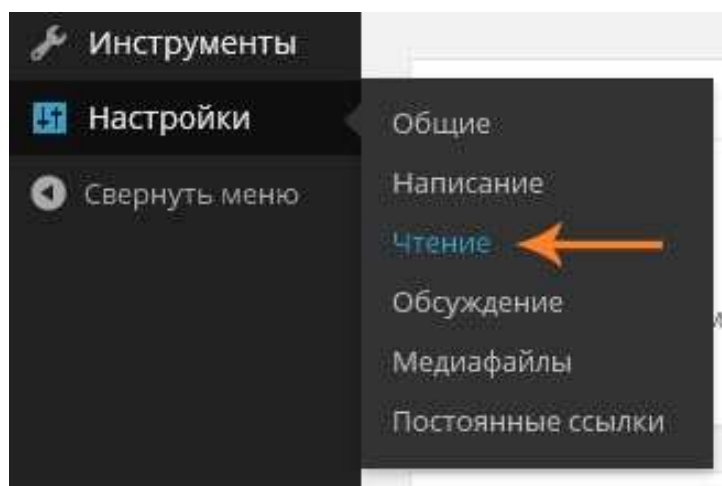 Инструменты
Настройки
Свернуть меню
Общие
Написание
Чтение
Обсуждение
Медиафайлы
Постоянные ссылки